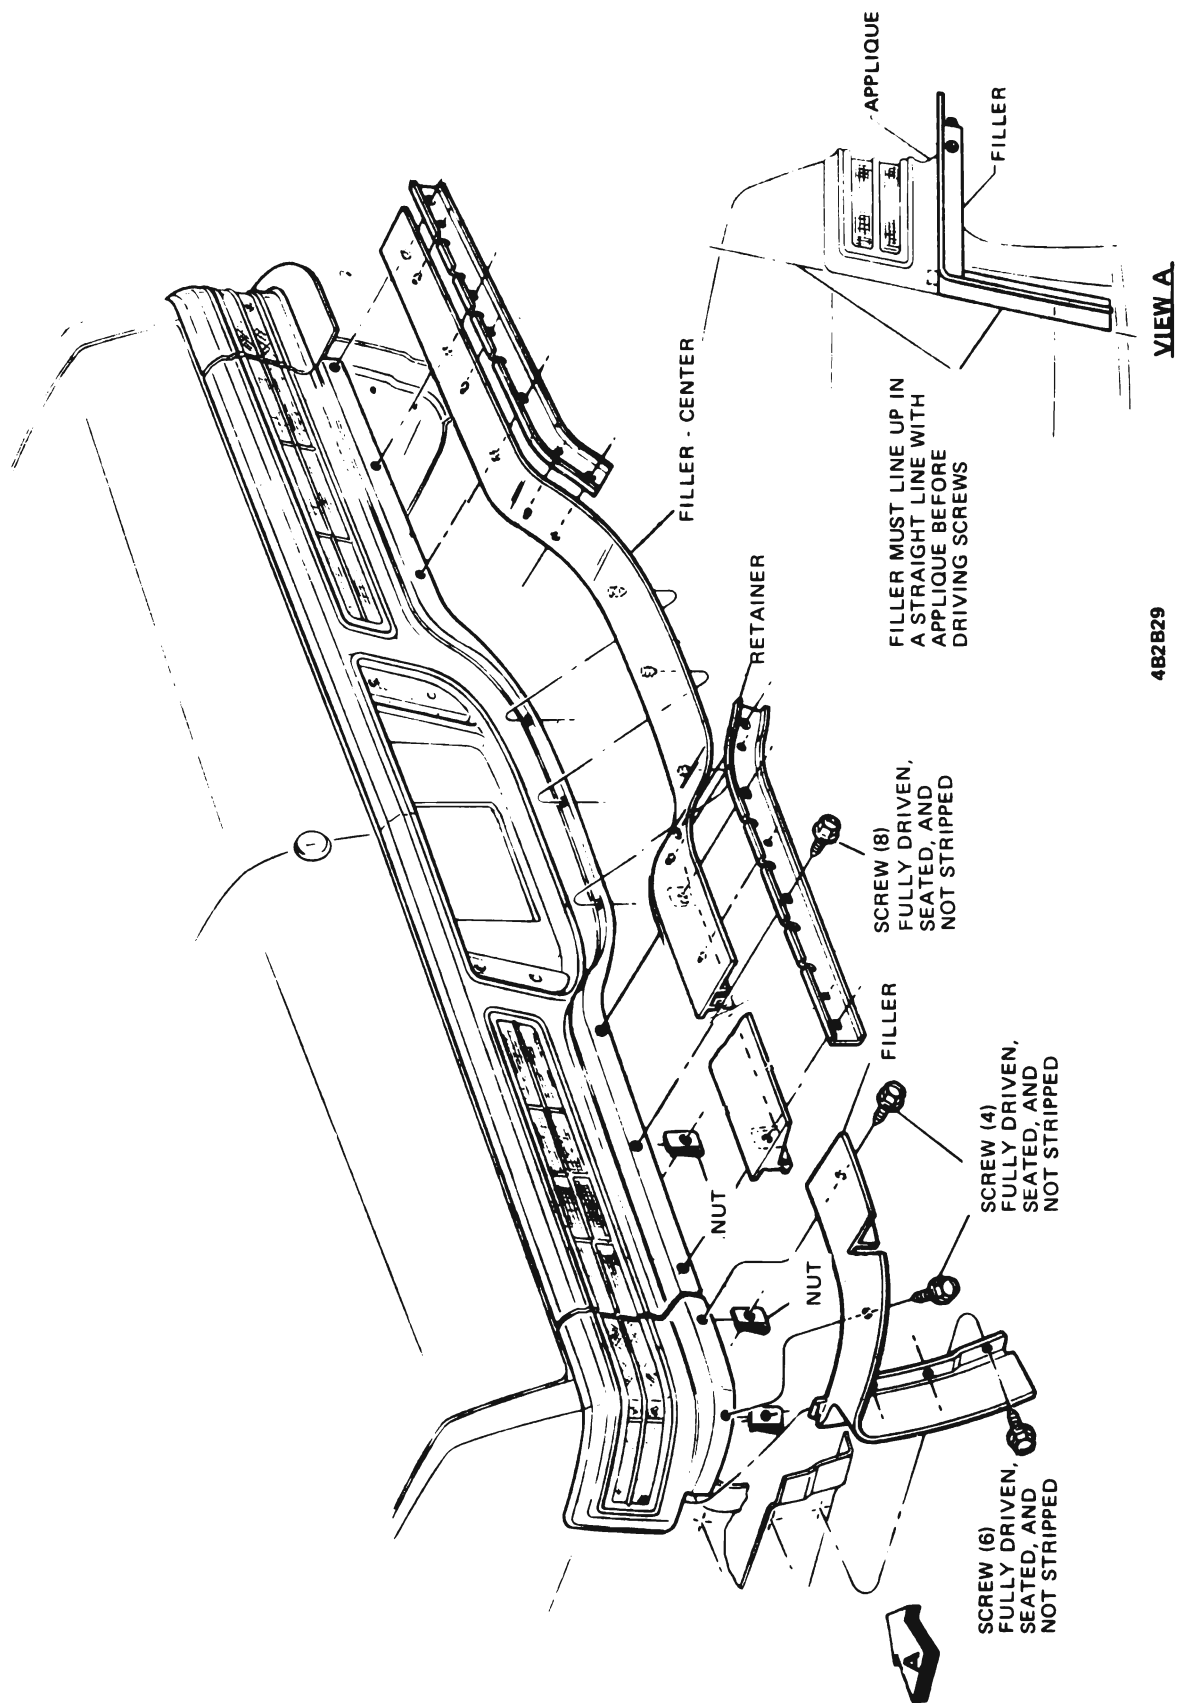 NUT
NUT
FILLER
SCREW (6)
FULLY DRIVEN,
SEATED, AND
NOT STRIPPED
SCREW (4)
FULLY DRIVEN,
SEATED, AND
NOT STRIPPED
SCREW (8)
FULLY DRIVEN,
SEATED, AND
NOT STRIPPED
RETAINER
FILLER - CENTER
FILLER MUST LINE UP IN
A STRAIGHT LINE WITH
APPLIQUE BEFORE
DRIVING SCREWS
APPLIQUE
FILLER
VIEW A
A
4B2B29